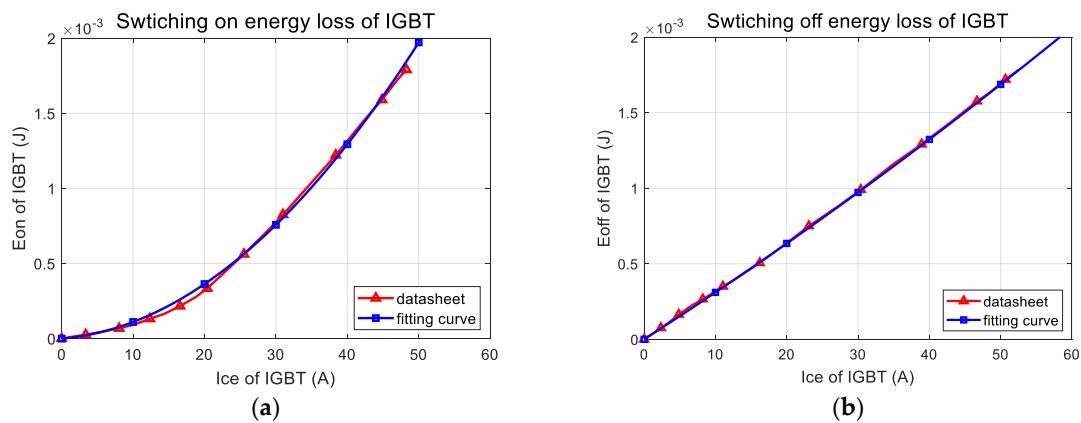 Swtiching on energy loss of IGBT
×10-3
2
1.5
1
0.5
0
Eon of IGBT (J)
0 10 20 30 40 50 60
Ice of IGBT (A)
datasheet
fitting curve
(a)
Swtiching off energy loss of IGBT
×10-3
2
1.5
1
0.5
0
Eoff of IGBT (J)
0 10 20 30 40 50 60
Ice of IGBT (A)
datasheet
fitting curve
(b)